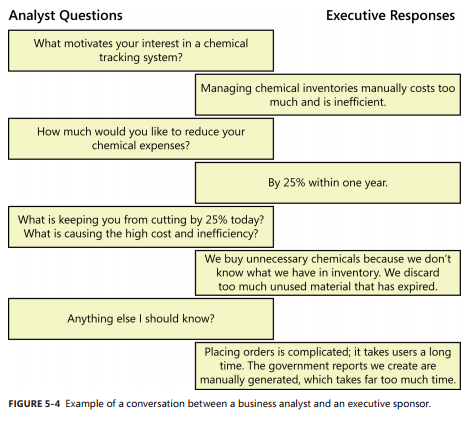 Analyst Questions
Executive Responses
What motivates your interest in a chemical
tracking system?
Managing chemical inventories manually costs too
much and is inefficient.
How much would you like to reduce your
chemical expenses?
By 25% within one year.
What is keeping you from cutting by 25% today?
What is causing the high cost and inefficiency?
We buy unnecessary chemicals because we don’t
know what we have in inventory. We discard
too much unused material that has expired.
Anything else I should know?
Placing orders is complicated; it takes users a long
time. The government reports we create are
manually generated, which takes far too much time.
FIGURE 5-4 Example of a conversation between a business analyst and an executive sponsor.